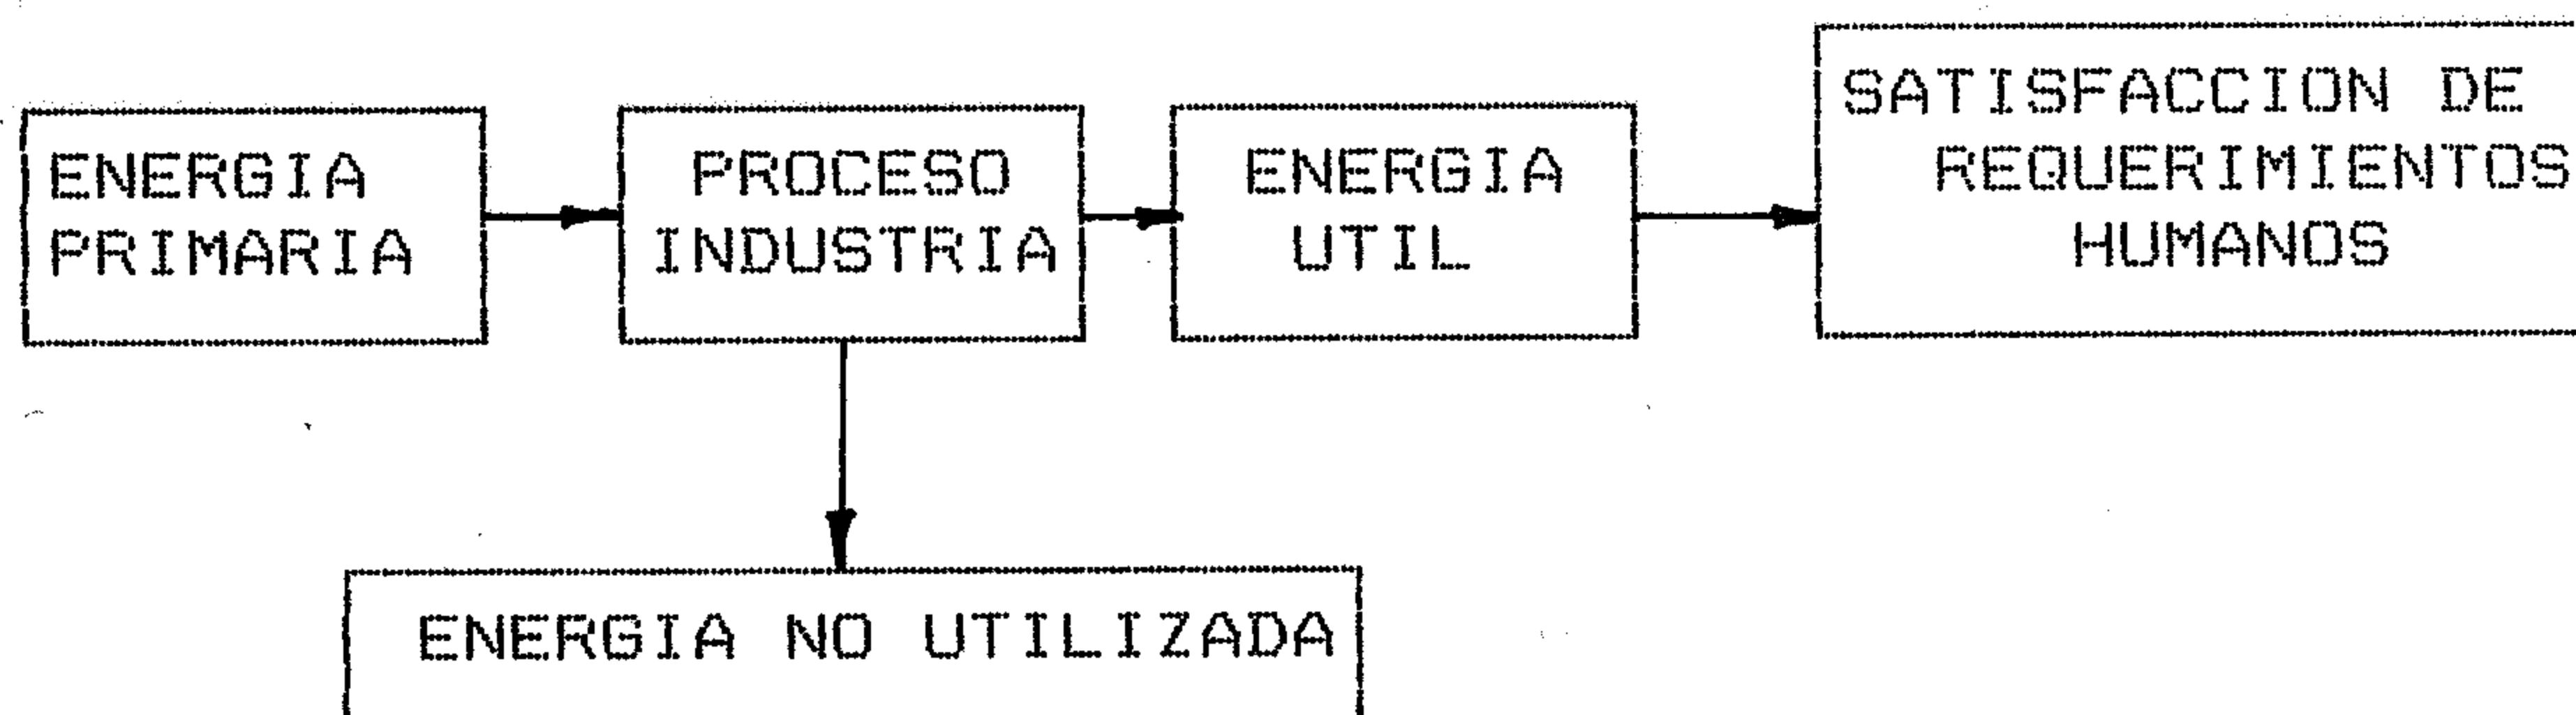 ENERGIA
PRIMARIA
PROCESO
INDUSTRIA
ENERGIA
UTIL
SATISFACCION DE
REQUERIMIENTOS
HUMANOS
ENERGIA NO UTILIZADA